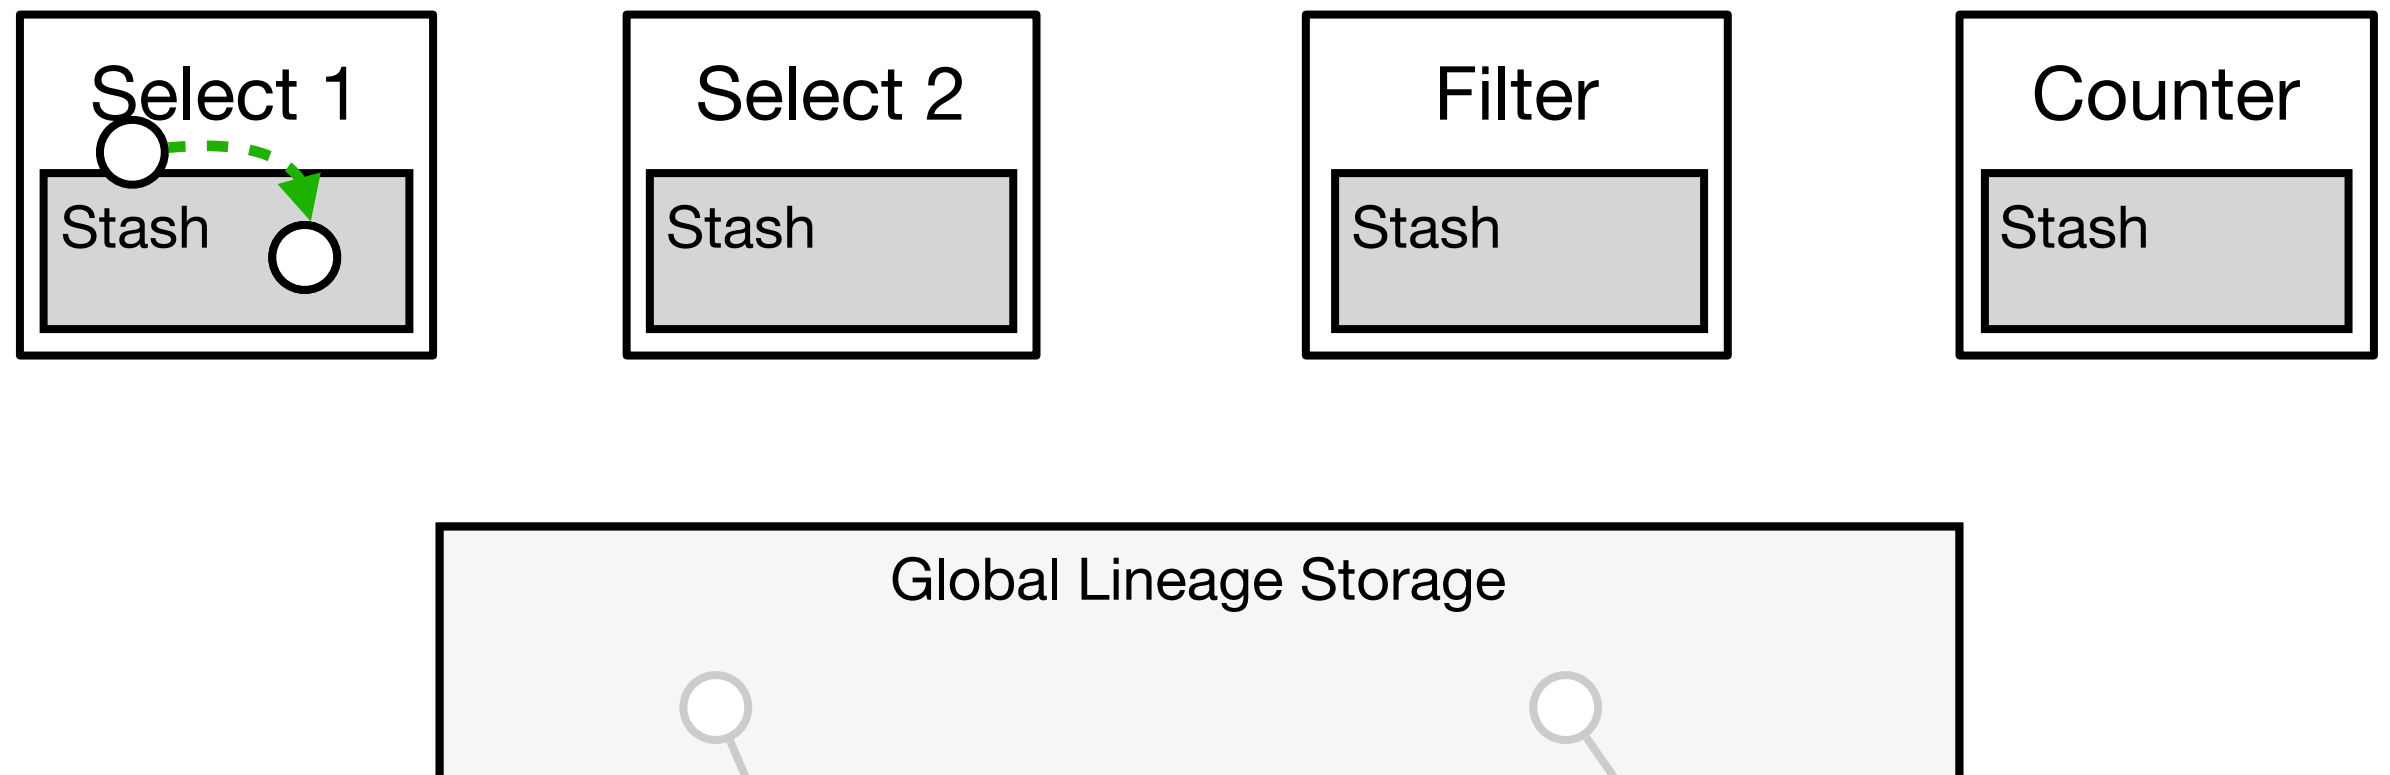 Select 1
Stash
Select 2
Stash
Filter
Stash
Counter
Stash
Global Lineage Storage